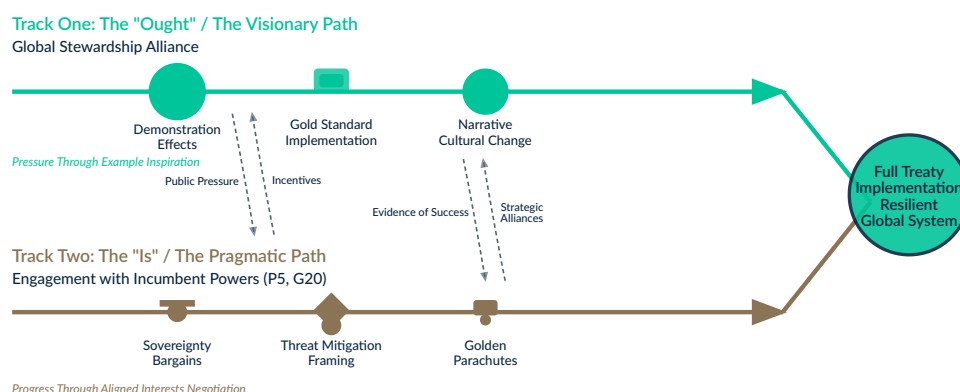 Track One: The "Ought" / The Visionary Path
Global Stewardship Alliance
Demonstration
Effects
Gold Standard
Implementation
Narrative
Cultural Change
Pressure Through Example Inspiration
Public Pressure
Incentives
Evidence of Success
Strategic
Alliances
Full Treaty
Implementation
Resilient
Global System
Track Two: The "Is" / The Pragmatic Path
Engagement with Incumbent Powers (P5, G20)
Sovereignty
Bargains
Threat Mitigation
Framing
Golden
Parachutes
Progress Through Aligned Interests Negotiation